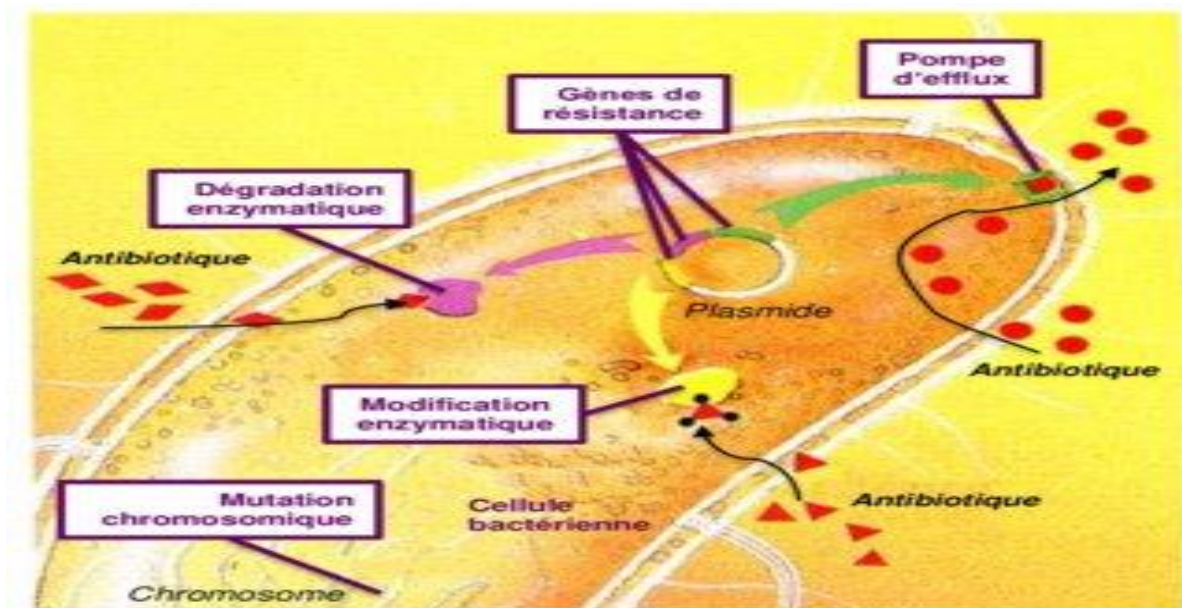 Pompe
d'efflux
Gènes de
résistance
Dégradation
enzymatique
Antibiotique
Plasmide
Antibiotique
Modification
enzymatique
Mutation
chromosomique
Cellule
bactérienne
Antibiotique
Chromosome